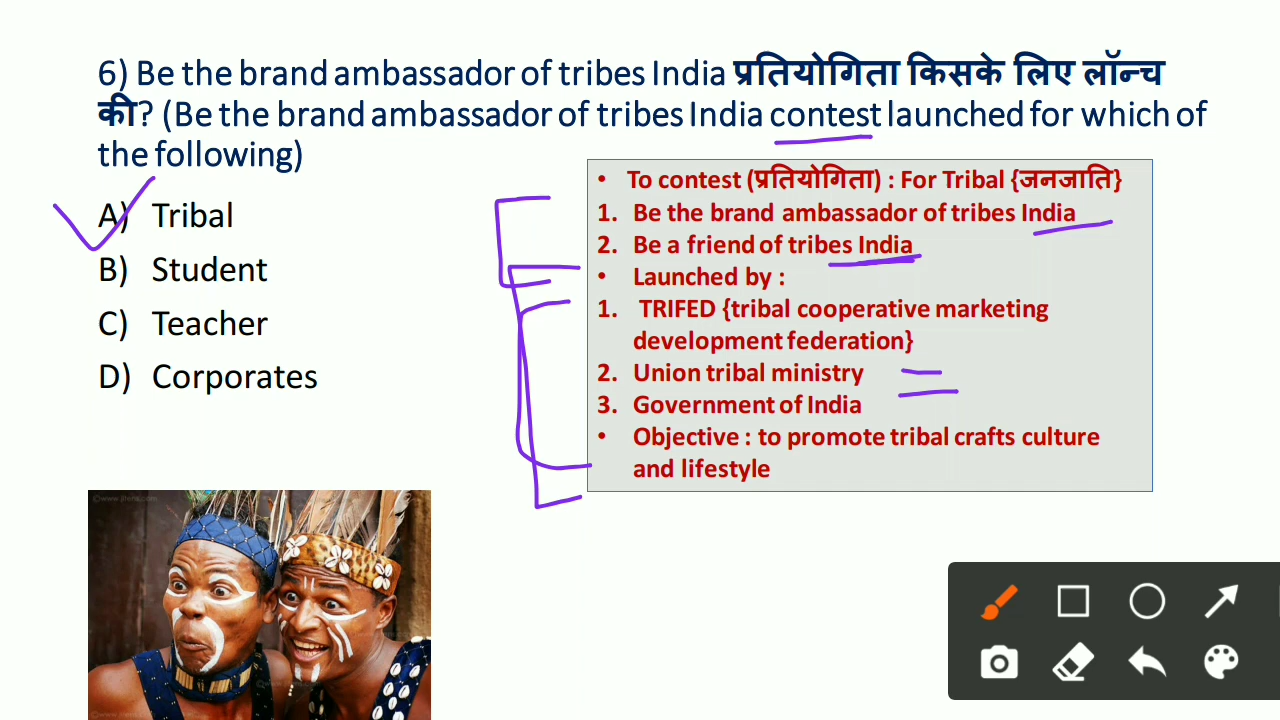 6) Be the brand ambassador of tribes India प्रतियोगिता किसके लिए लॉन्च
की? (Be the brand ambassador of tribes India contest launched for which of
the following)
A) Tribal
B) Student
C) Teacher
D) Corporates
• To contest (प्रतियोगिता) : For Tribal {जनजाति}
1. Be the brand ambassador of tribes India
2. Be a friend of tribes India
• Launched by :
1. TRIFED {tribal cooperative marketing
development federation}
2. Union tribal ministry
3. Government of India
• Objective : to promote tribal crafts culture
and lifestyle